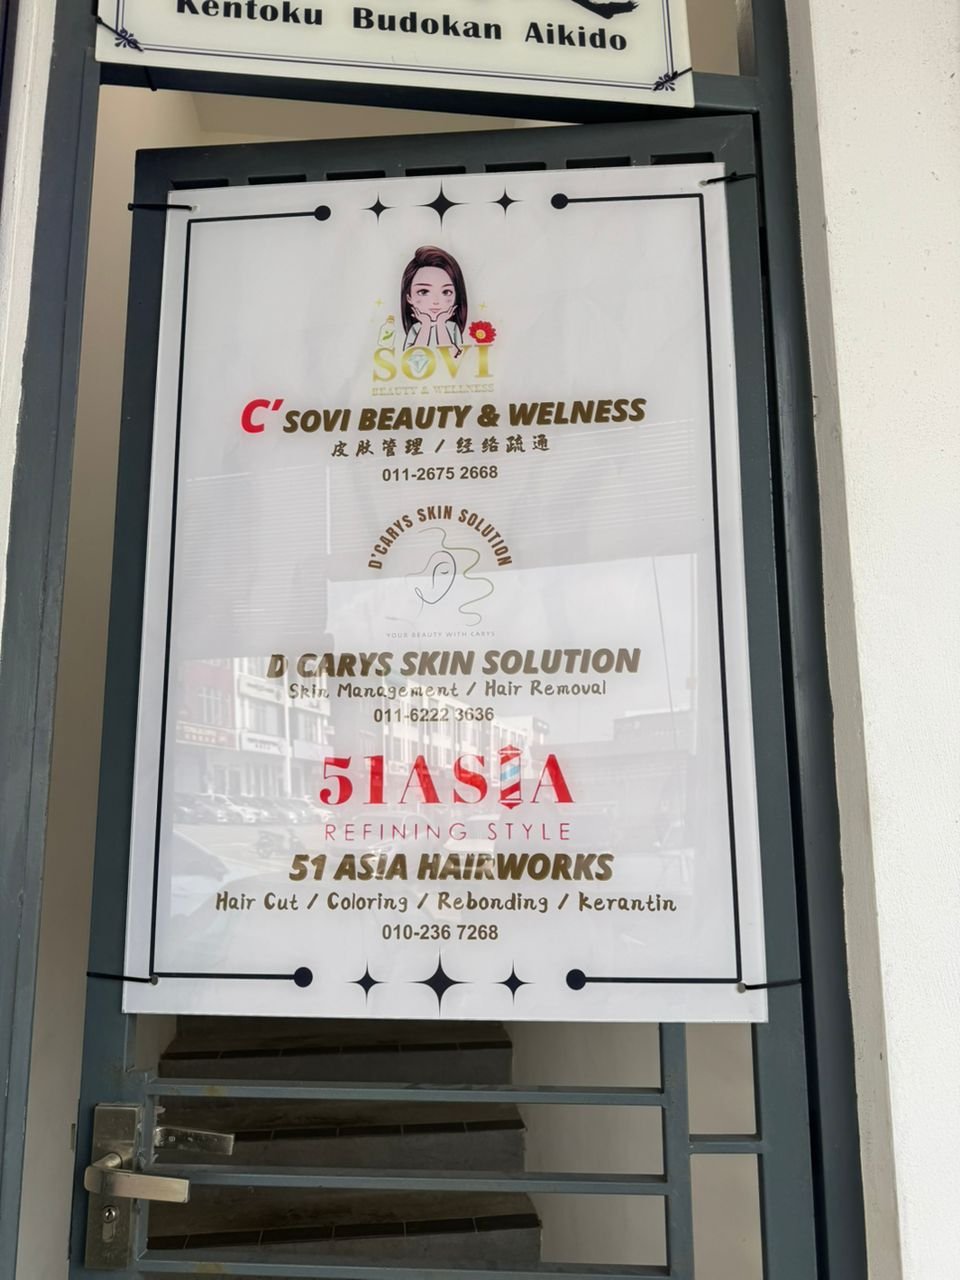 Kentoku Budokan Aikido
SOVI
BEAUTY & WELLNESS
C' SOVI BEAUTY & WELNESS
皮肤管理 / 经络疏通
011-2675 2668
D'CARYS SKIN SOLUTION
YOUR BEAUTY WITH CARYS
D CARYS SKIN SOLUTION
Skin Management / Hair Removal
011-6222 3636
51ASIA
REFINING STYLE
51 ASIA HAIRWORKS
Hair Cut / Coloring / Rebonding / Kerantin
010-236 7268